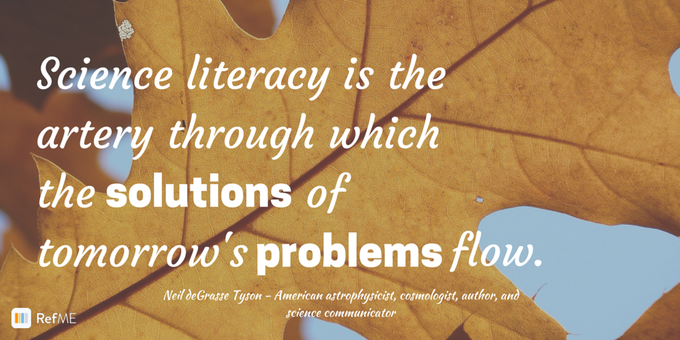 Science literacy is the
artery through which
the solutions of
tomorrow's problems flow.
Neil deGrasse Tyson – American astrophysicist, cosmologist, author, and
science communicator
RefME